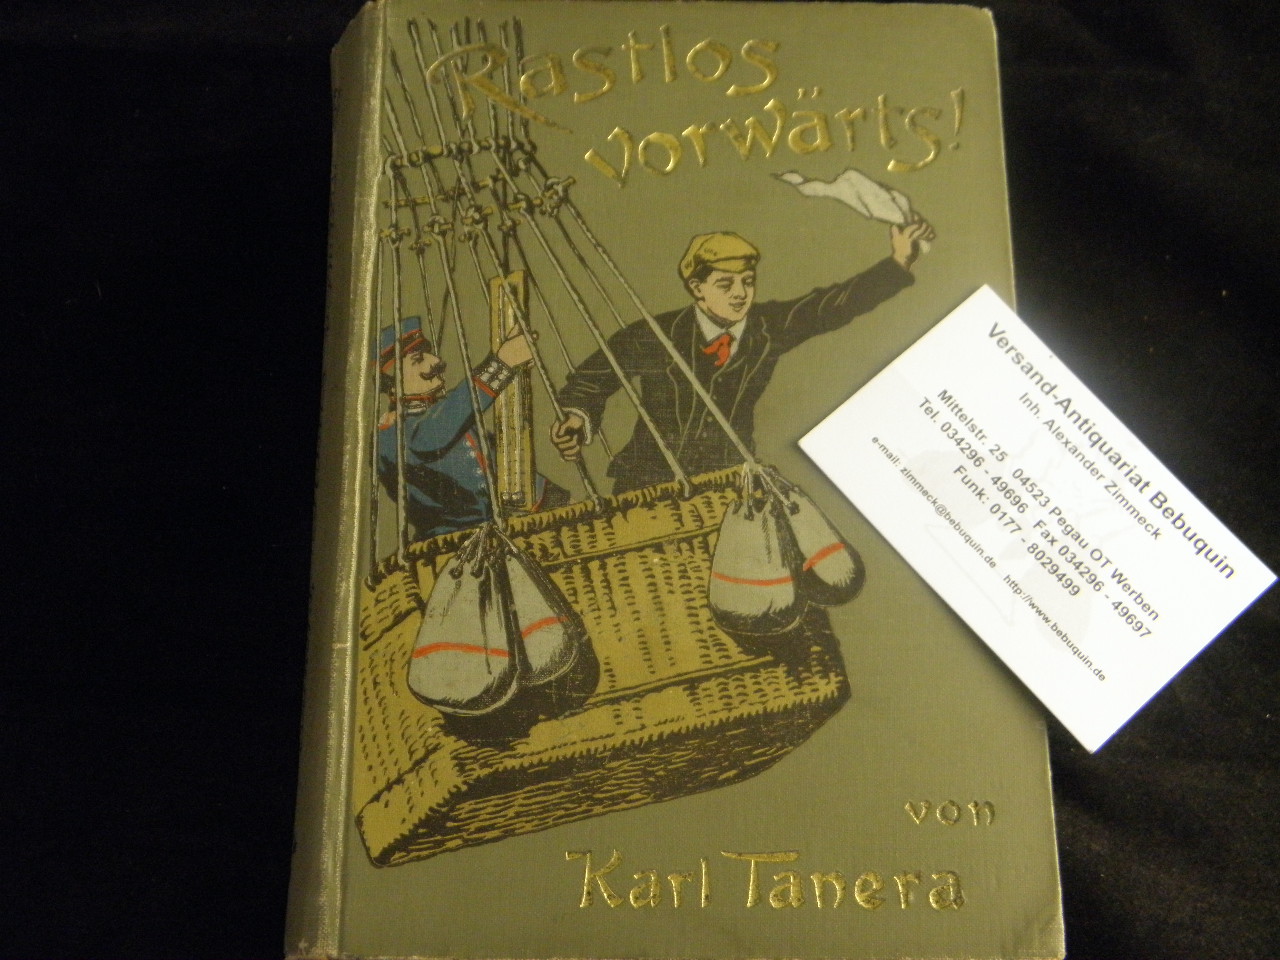 Rastlos
vorwärts!
von
Karl Tanera
Versand-Antiquariat Bebuquin
Inh. Alexander Zimmeck
Mittelstr. 25 04523 Pegau OT Werben
Tel. 034296 - 49696 Fax 034296 - 49697
Funk: 0177 - 8029499
e-mail: zimmeck@bebuquin.de http://www.bebuquin.de